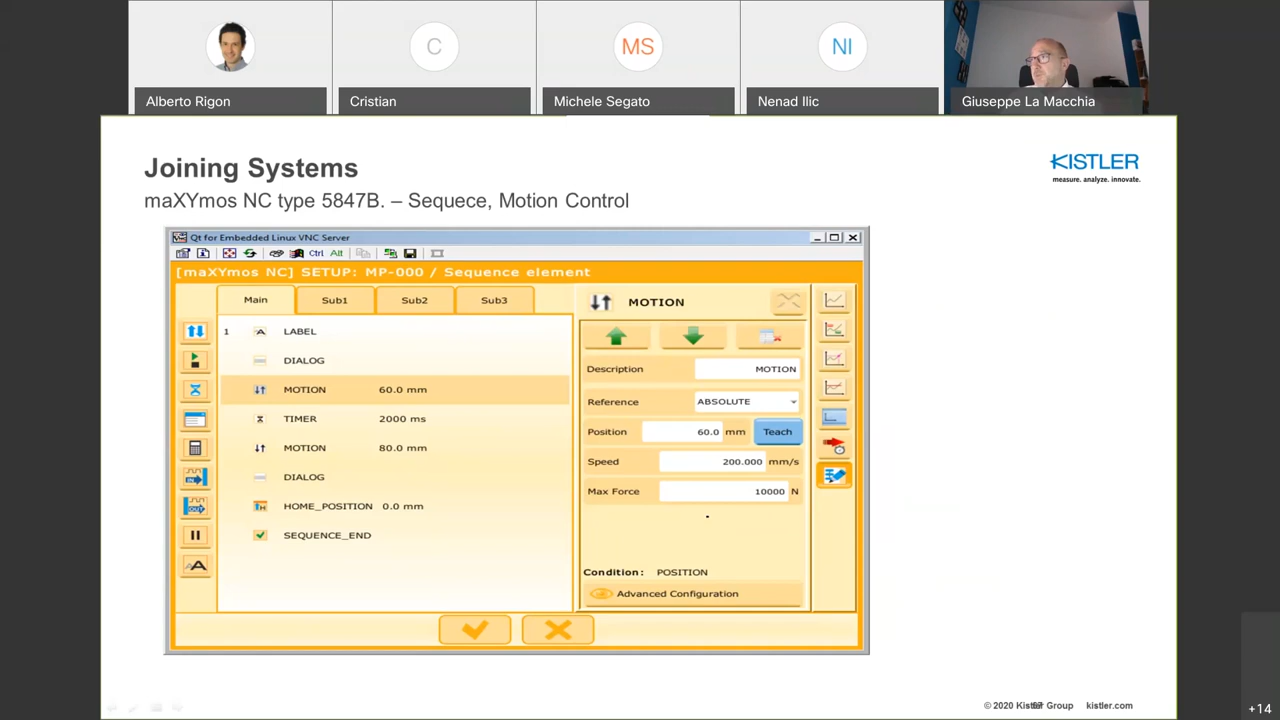 C
MS
NI
Alberto Rigon
Cristian
Michele Segato
Nenad Ilic
Giuseppe La Macchia
Joining Systems
KISTLER
measure. analyze. innovate.
maXYmos NC type 5847B. – Sequece, Motion Control
Qt for Embedded Linux VNC Server
Ctrl Alt
[maXYmos NC] SETUP: MP-000 / Sequence element
Main
Sub1
Sub2
Sub3
1 A LABEL
DIALOG
MOTION 60.0 mm
TIMER 2000 ms
MOTION 80.0 mm
DIALOG
HOME_POSITION 0.0 mm
SEQUENCE_END
IN
OUT
AA
MOTION
Description MOTION
Reference ABSOLUTE
Position 60.0 mm Teach
Speed 200.000 mm/s
Max Force 10000 N
Condition: POSITION
Advanced Configuration
© 2020 Kistler Group kistler.com
+14